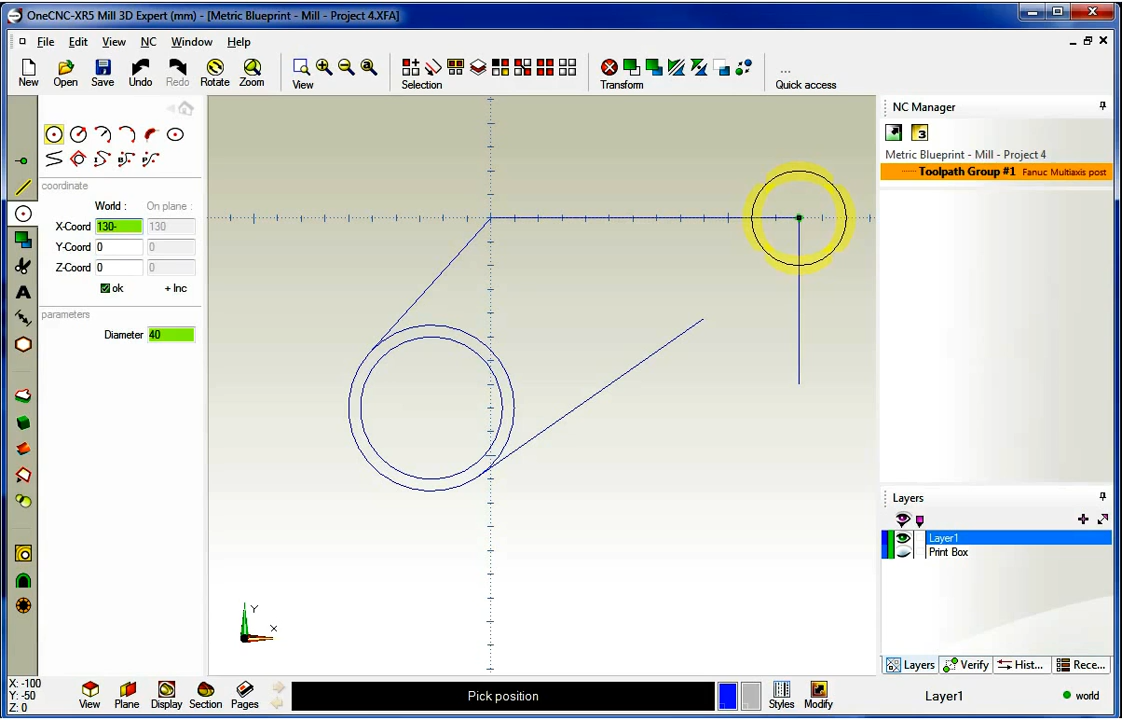 OneCNC-XR5 Mill 3D Expert (mm) - [Metric Blueprint - Mill - Project 4.XFA]
File Edit View NC Window Help
New Open Save Undo Redo Rotate Zoom View Selection Transform ... Quick access
NC Manager
3
Metric Blueprint - Mill - Project 4
Toolpath Group #1 Fanuc Multiaxis post
coordinate
World : On plane :
X-Coord 130- 130
Y-Coord 0 0
Z-Coord 0 0
ok + Inc
parameters
Diameter 40
Layers
Layer1
Print Box
Y
X
Layers Verify Hist... Rece...
X: -100
Y: -50
Z: 0
View Plane Display Section Pages Pick position Styles Modify Layer1 world